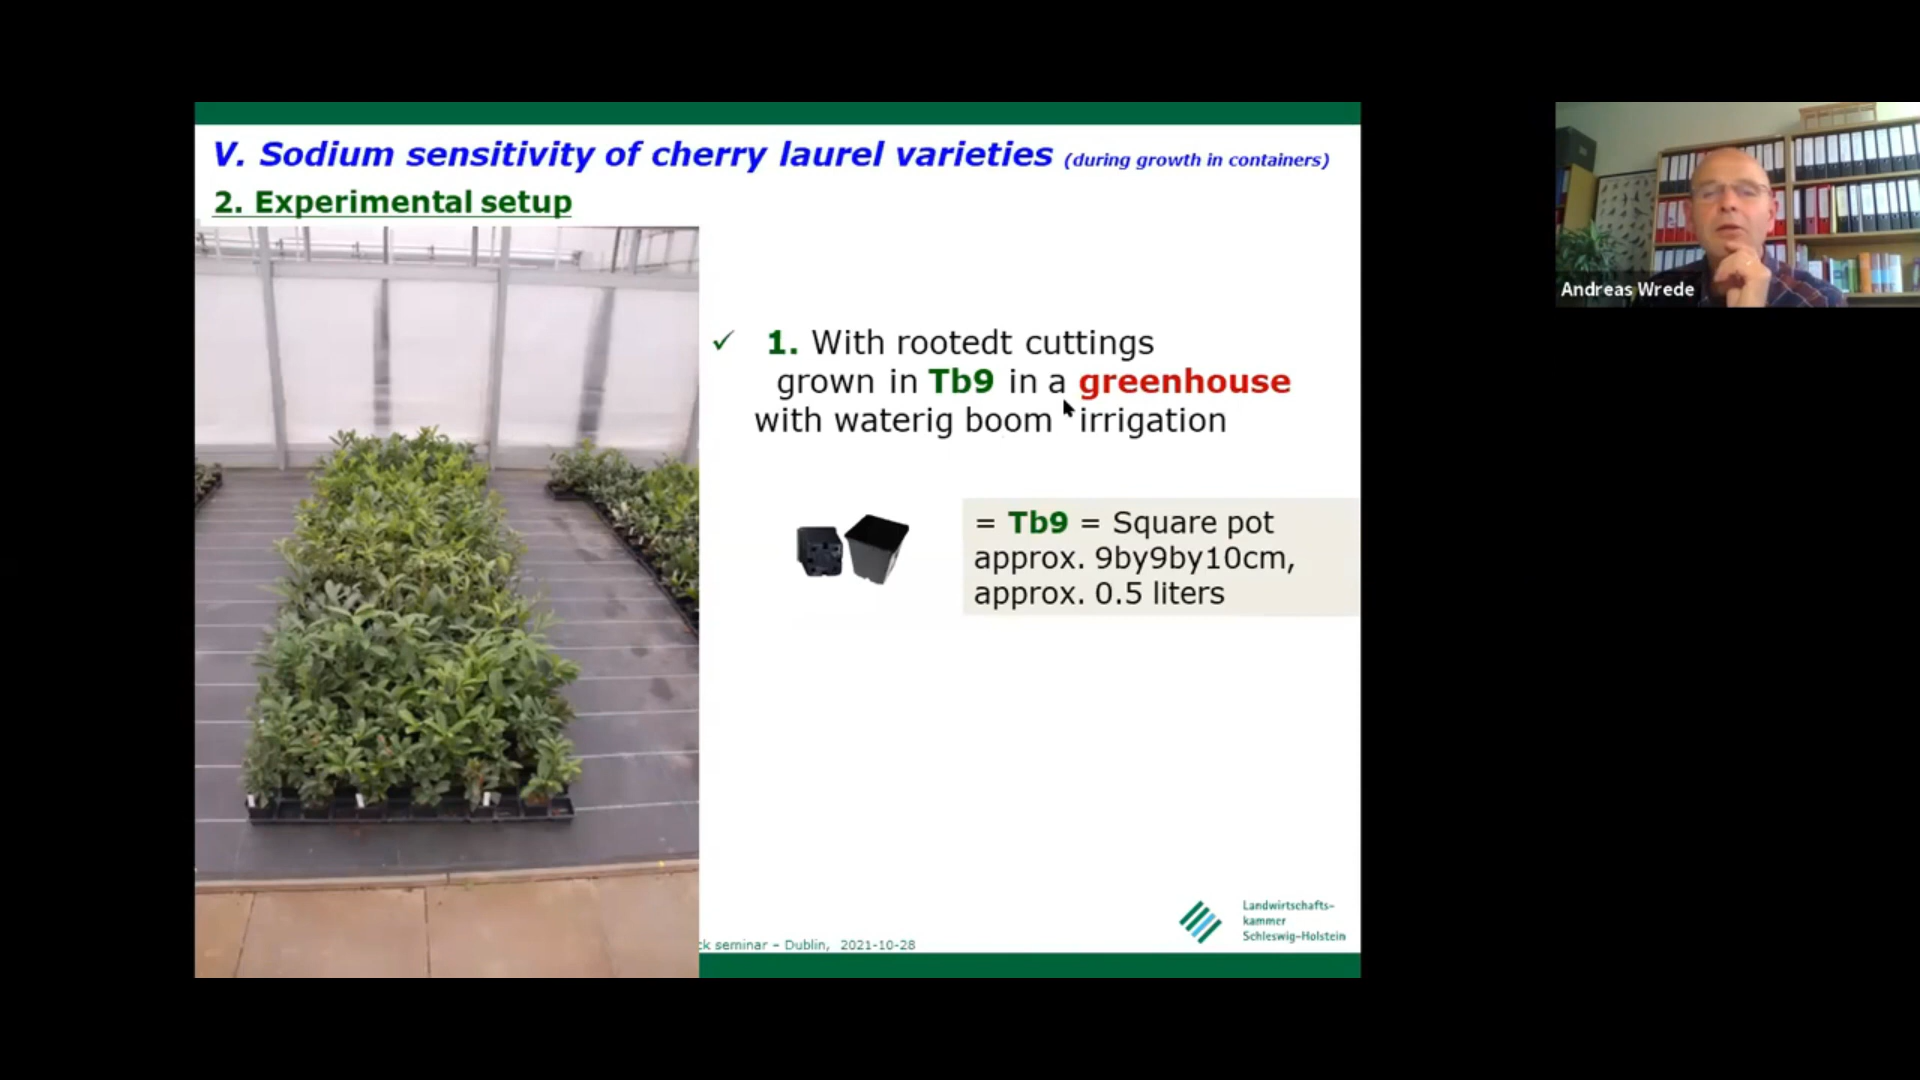 V. Sodium sensitivity of cherry laurel varieties (during growth in containers)
2. Experimental setup
✓ 1. With rootedt cuttings
grown in Tb9 in a greenhouse
with waterig boom irrigation
= Tb9 = Square pot
approx. 9by9by10cm,
approx. 0.5 liters
Landwirtschafts-
kammer
Schleswig-Holstein
ck seminar – Dublin, 2021-10-28
Andreas Wrede